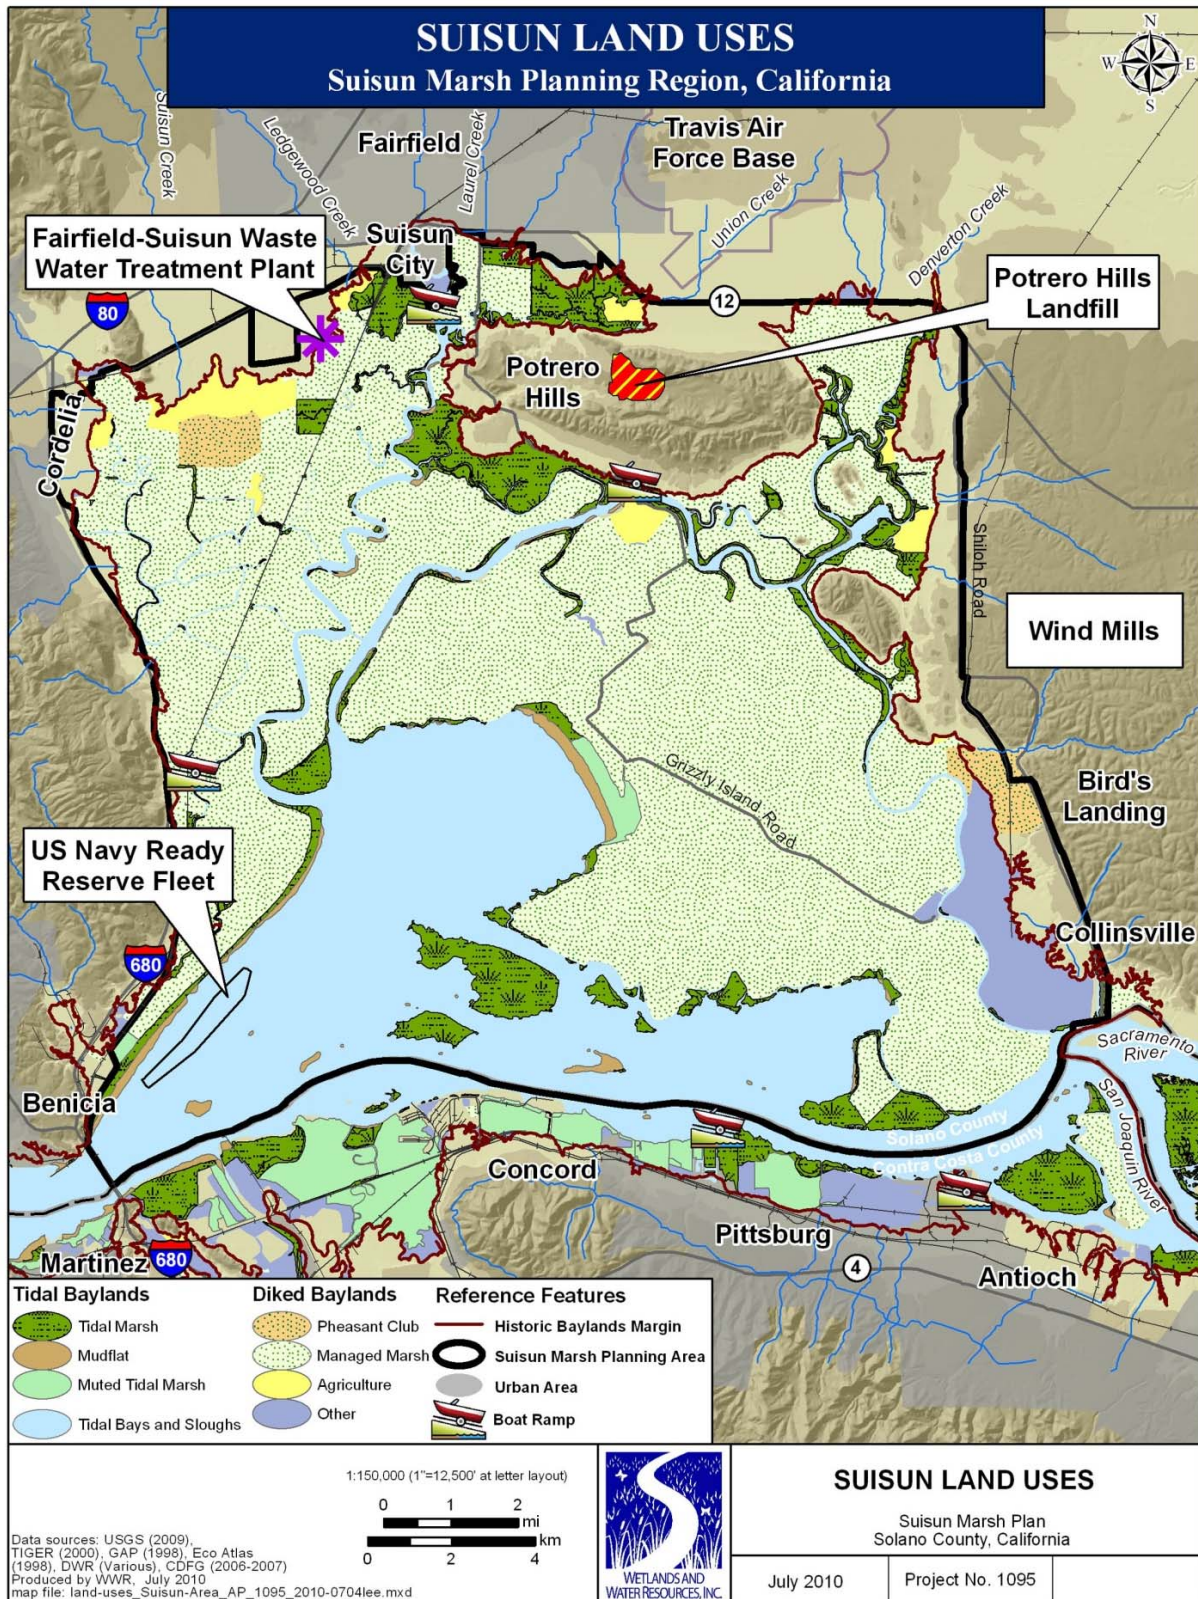 SUISUN LAND USES
Suisun Marsh Planning Region, California
N
W
E
S
Suisun Creek
Ledgewood Creek
Fairfield
Laurel Creek
Travis Air
Force Base
Union Creek
Denverton Creek
Fairfield-Suisun Waste
Water Treatment Plant
Suisun
City
80
12
Potrero Hills
Landfill
Potrero
Hills
Cordelia
Shiloh Road
Wind Mills
Grizzly Island Road
Bird's
Landing
US Navy Ready
Reserve Fleet
680
Collinsville
Sacramento
River
Benicia
San Joaquin River
Solano County
Contra Costa County
Concord
Pittsburg
Martinez
680
4
Antioch
Tidal Baylands
Tidal Marsh
Mudflat
Muted Tidal Marsh
Tidal Bays and Sloughs
Diked Baylands
Pheasant Club
Managed Marsh
Agriculture
Other
Reference Features
Historic Baylands Margin
Suisun Marsh Planning Area
Urban Area
Boat Ramp
1:150,000 (1"=12,500' at letter layout)
0 1 2
mi
km
0 2 4
Data sources: USGS (2009),
TIGER (2000), GAP (1998), Eco Atlas
(1998), DWR (Various), CDFG (2006-2007)
Produced by WWR, July 2010
map file: land-uses_Suisun-Area_AP_1095_2010-0704lee.mxd
WETLANDS AND
WATER RESOURCES, INC.
SUISUN LAND USES
Suisun Marsh Plan
Solano County, California
July 2010
Project No. 1095